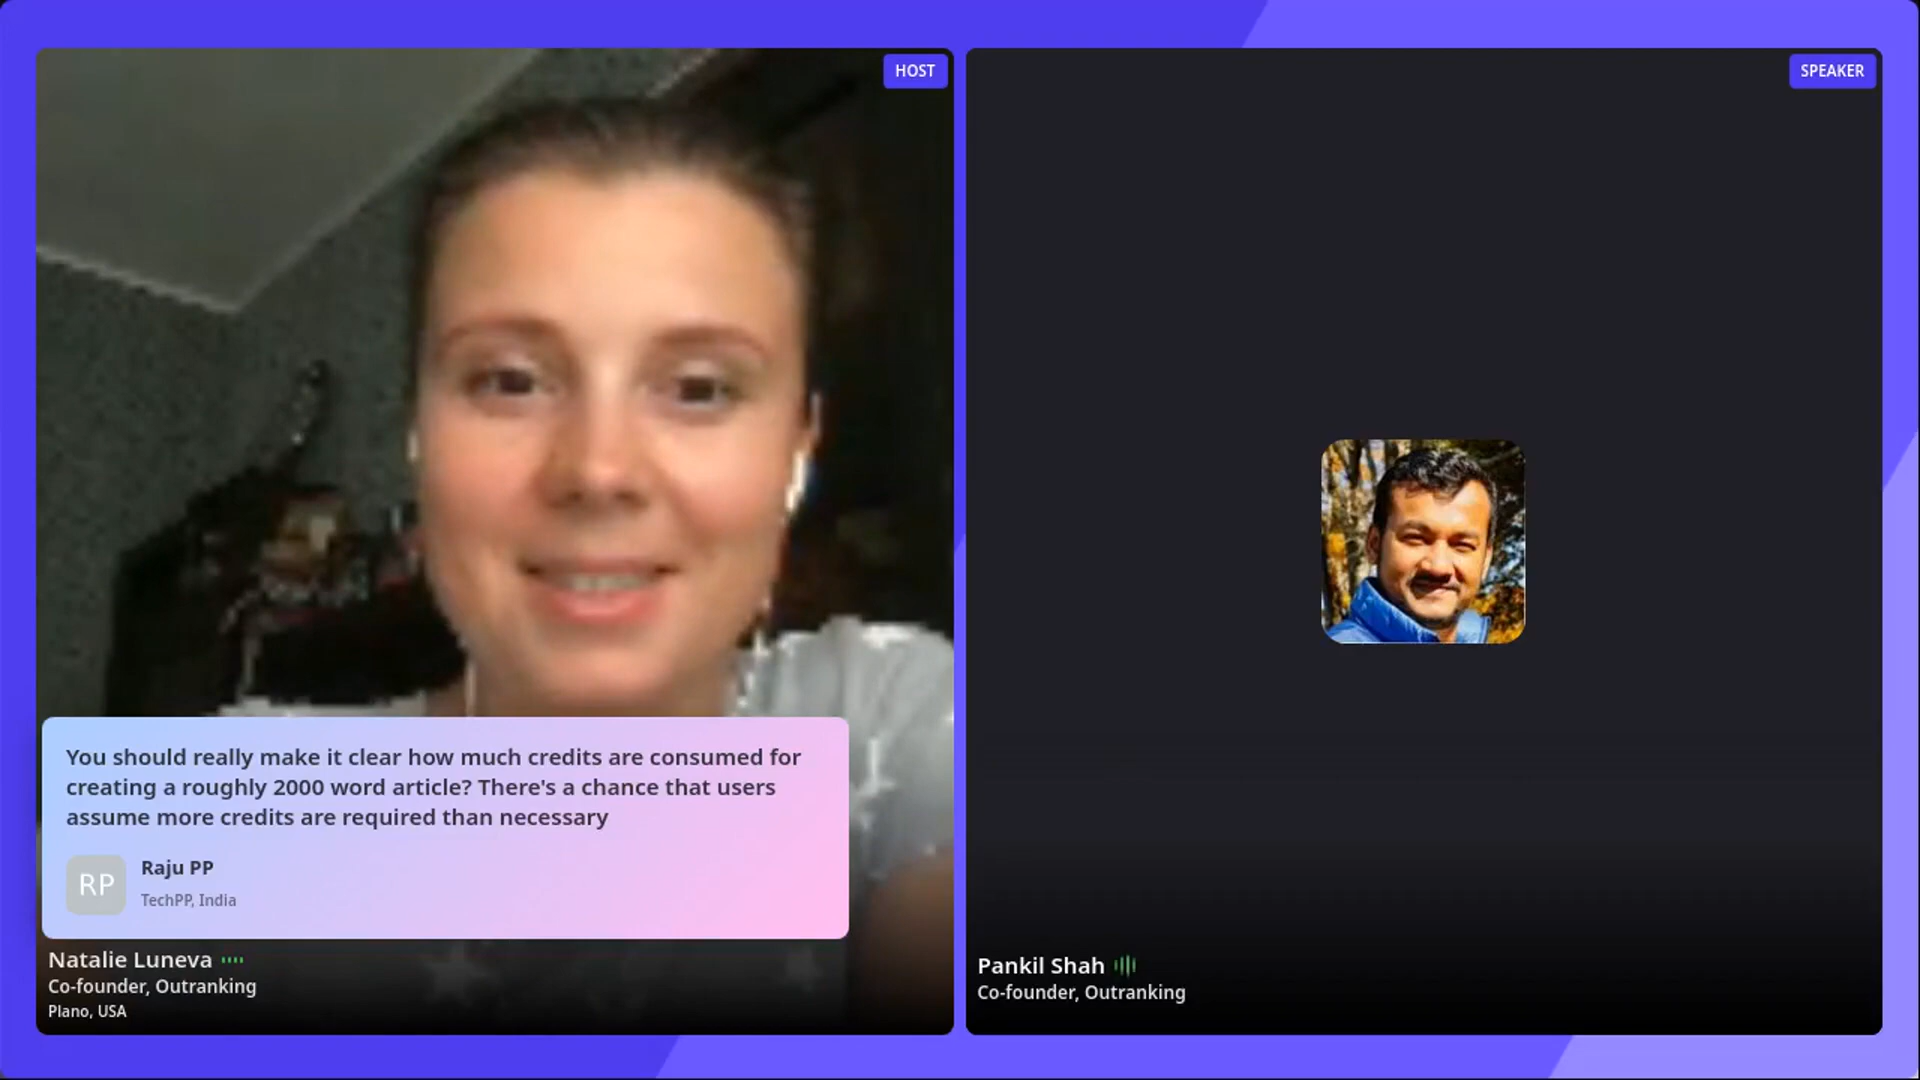 HOST
SPEAKER
You should really make it clear how much credits are consumed for
creating a roughly 2000 word article? There's a chance that users
assume more credits are required than necessary
RP
Raju PP
TechPP, India
Natalie Luneva
Co-founder, Outranking
Plano, USA
Pankil Shah
Co-founder, Outranking